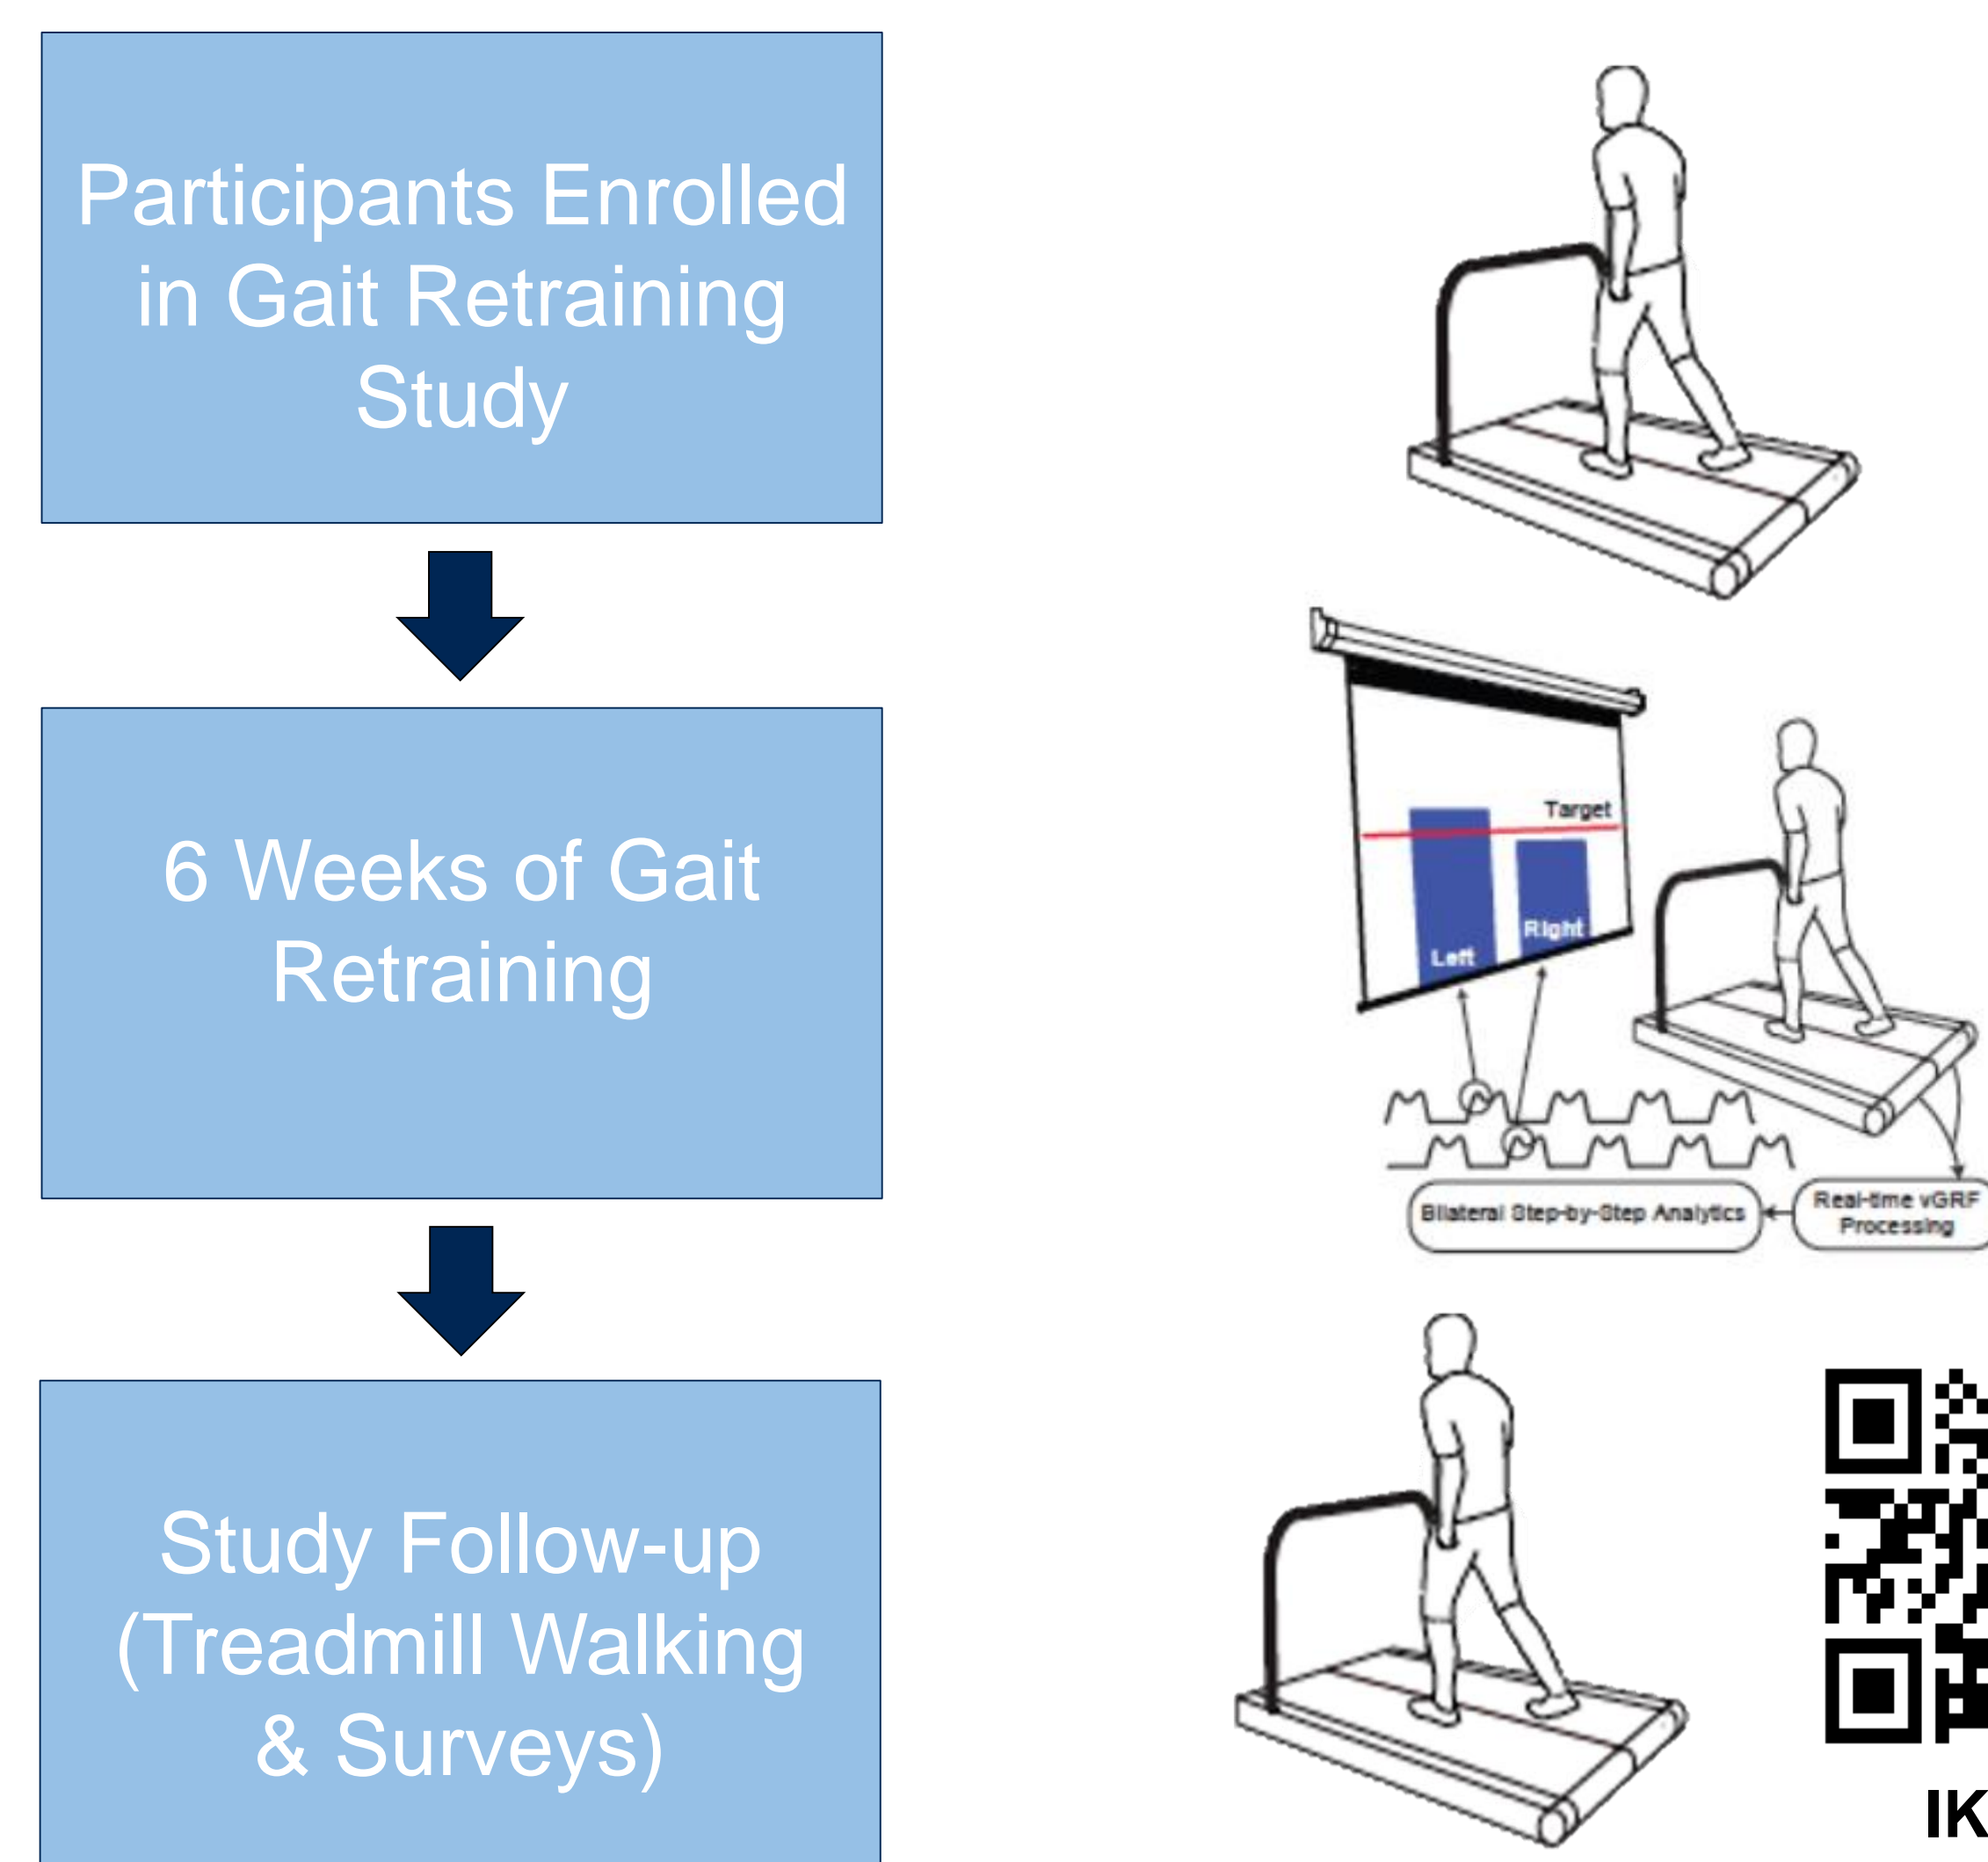 Participants Enrolled
in Gait Retraining
Study
6 Weeks of Gait
Retraining
Target
Left
Right
Bilateral Step-by-Step Analytics
Real-time vGRF
Processing
Study Follow-up
(Treadmill Walking
& Surveys)
IK